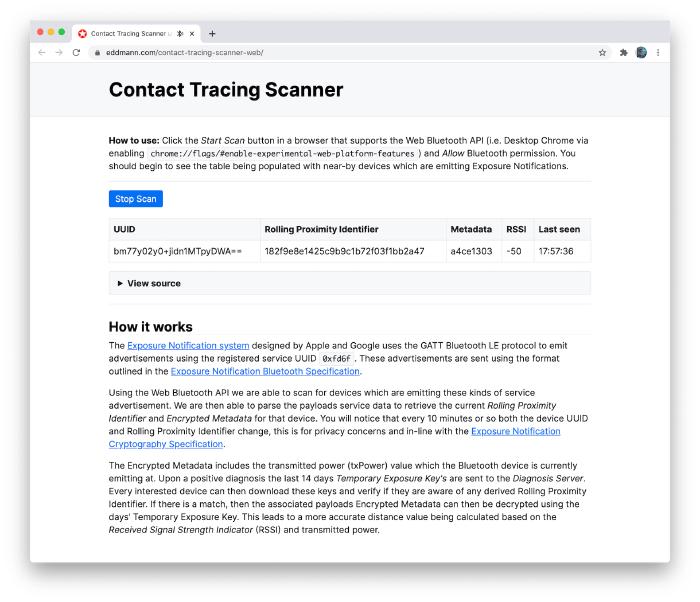 Contact Tracing Scanner
eddmann.com/contact-tracing-scanner-web/
Contact Tracing Scanner
How to use: Click the Start Scan button in a browser that supports the Web Bluetooth API (i.e. Desktop Chrome via
enabling chrome://flags/#enable-experimental-web-platform-features ) and Allow Bluetooth permission. You
should begin to see the table being populated with near-by devices which are emitting Exposure Notifications.
Stop Scan
UUID Rolling Proximity Identifier Metadata RSSI Last seen
bm77y02y0+jidn1MTpyDWA== 182f9e8e1425c9b9c1b72f03f1bb2a47 a4ce1303 -50 17:57:36
View source
How it works
The Exposure Notification system designed by Apple and Google uses the GATT Bluetooth LE protocol to emit
advertisements using the registered service UUID 0xfd6f . These advertisements are sent using the format
outlined in the Exposure Notification Bluetooth Specification.
Using the Web Bluetooth API we are able to scan for devices which are emitting these kinds of service
advertisement. We are then able to parse the payloads service data to retrieve the current Rolling Proximity
Identifier and Encrypted Metadata for that device. You will notice that every 10 minutes or so both the device UUID
and Rolling Proximity Identifier change, this is for privacy concerns and in-line with the Exposure Notification
Cryptography Specification.
The Encrypted Metadata includes the transmitted power (txPower) value which the Bluetooth device is currently
emitting at. Upon a positive diagnosis the last 14 days Temporary Exposure Key's are sent to the Diagnosis Server.
Every interested device can then download these keys and verify if they are aware of any derived Rolling Proximity
Identifier. If there is a match, then the associated payloads Encrypted Metadata can then be decrypted using the
days' Temporary Exposure Key. This leads to a more accurate distance value being calculated based on the
Received Signal Strength Indicator (RSSI) and transmitted power.